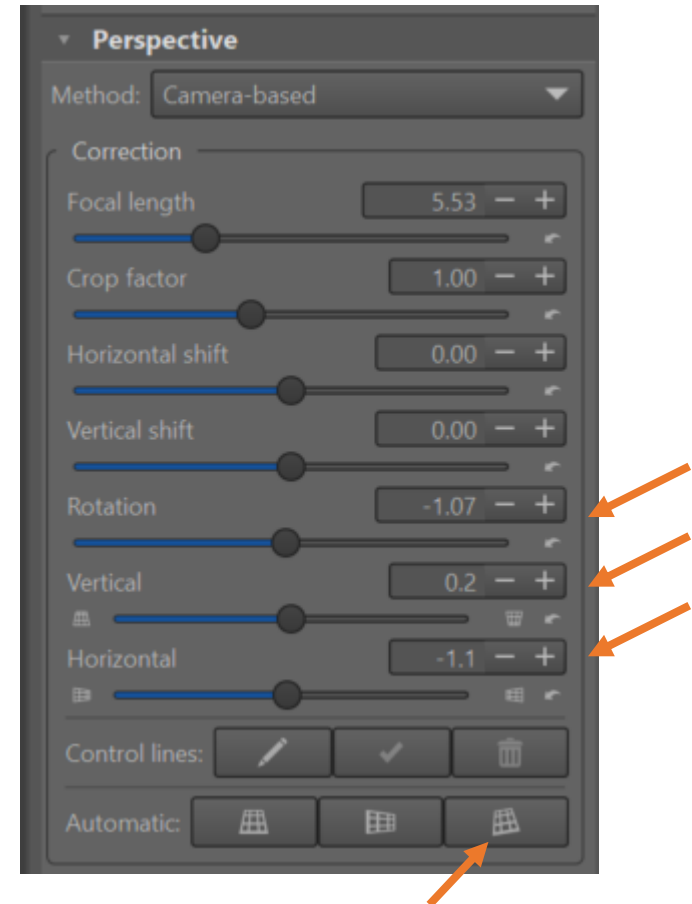 Perspective
Method: Camera-based
Correction
Focal length 5.53 − +
Crop factor 1.00 − +
Horizontal shift 0.00 − +
Vertical shift 0.00 − +
Rotation -1.07 − +
Vertical 0.2 − +
Horizontal -1.1 − +
Control lines:
Automatic: